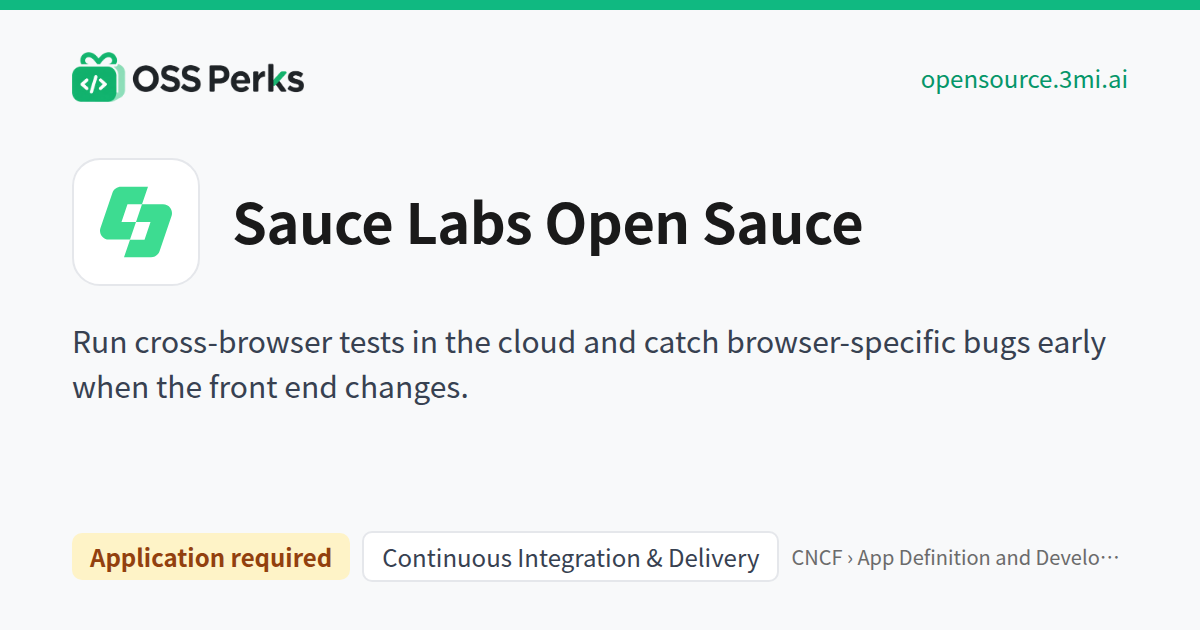 OSS Perks
opensource.3mi.ai
Sauce Labs Open Sauce
Run cross-browser tests in the cloud and catch browser-specific bugs early
when the front end changes.
Application required
Continuous Integration & Delivery
CNCF › App Definition and Develo⋯